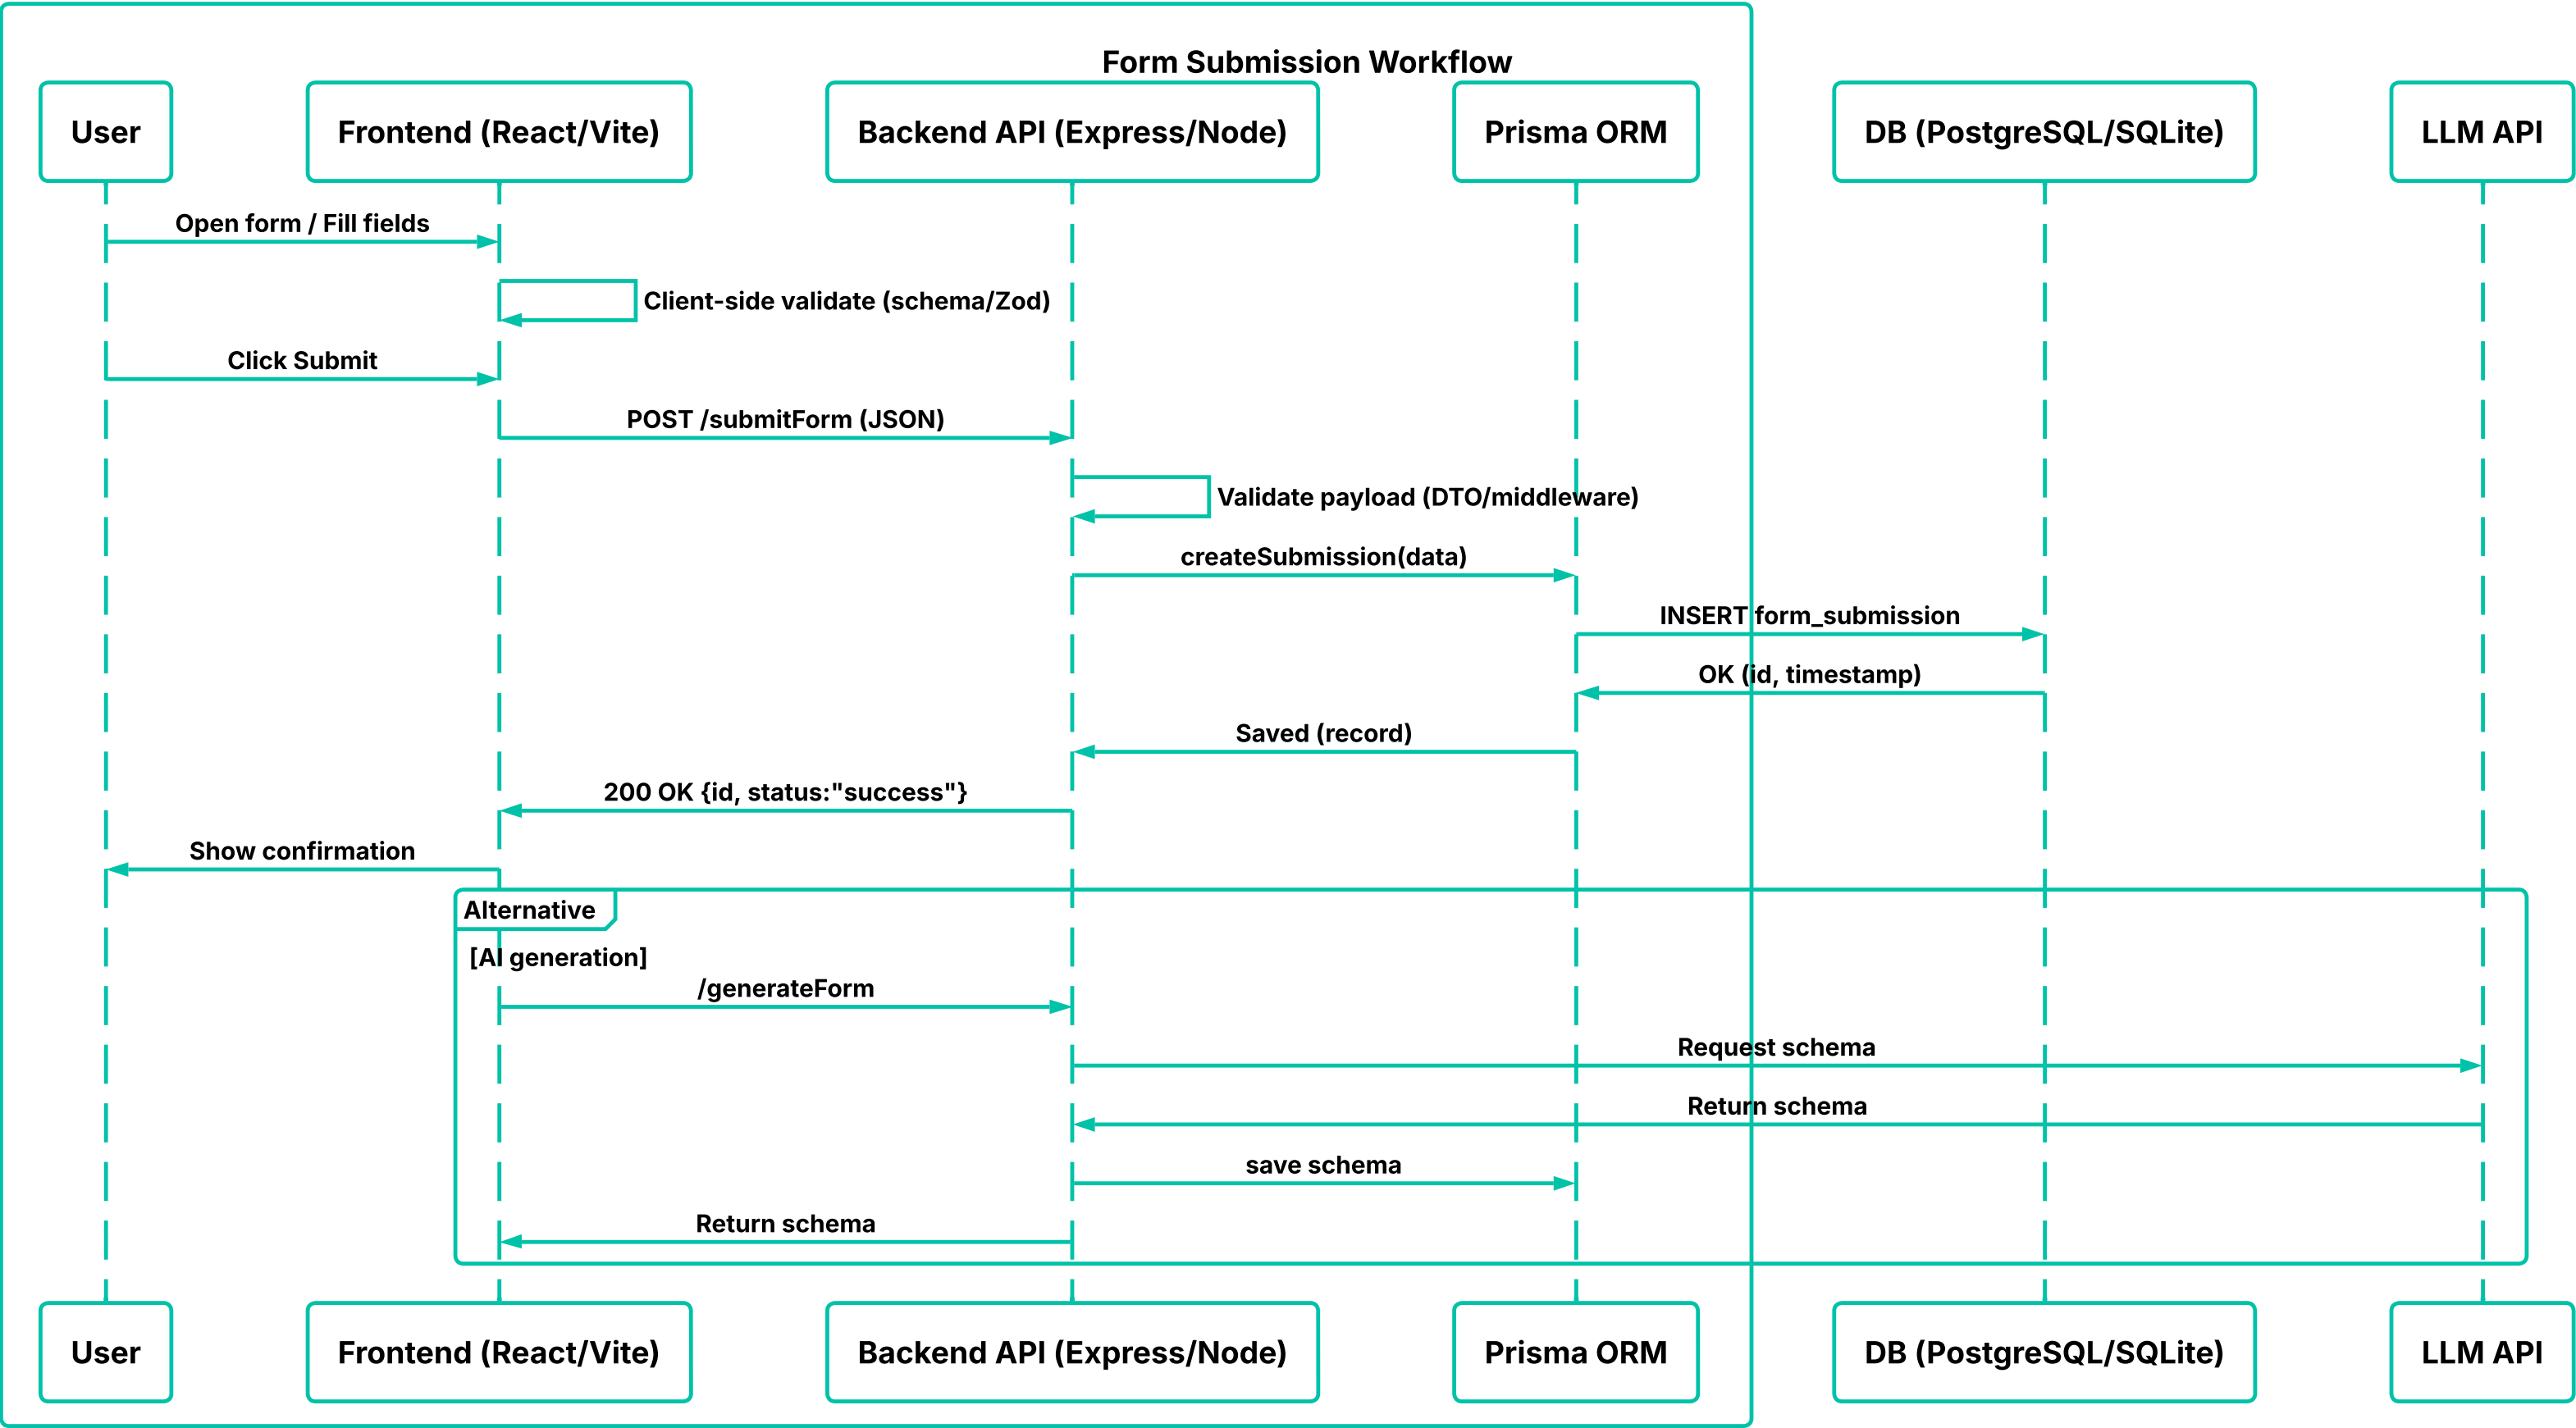 Form Submission Workflow
User
Frontend (React/Vite)
Backend API (Express/Node)
Prisma ORM
DB (PostgreSQL/SQLite)
LLM API
Open form / Fill fields
Client-side validate (schema/Zod)
Click Submit
POST /submitForm (JSON)
Validate payload (DTO/middleware)
createSubmission(data)
INSERT form_submission
OK (id, timestamp)
Saved (record)
200 OK {id, status:"success"}
Show confirmation
Alternative
[AI generation]
/generateForm
Request schema
Return schema
save schema
Return schema
User
Frontend (React/Vite)
Backend API (Express/Node)
Prisma ORM
DB (PostgreSQL/SQLite)
LLM API